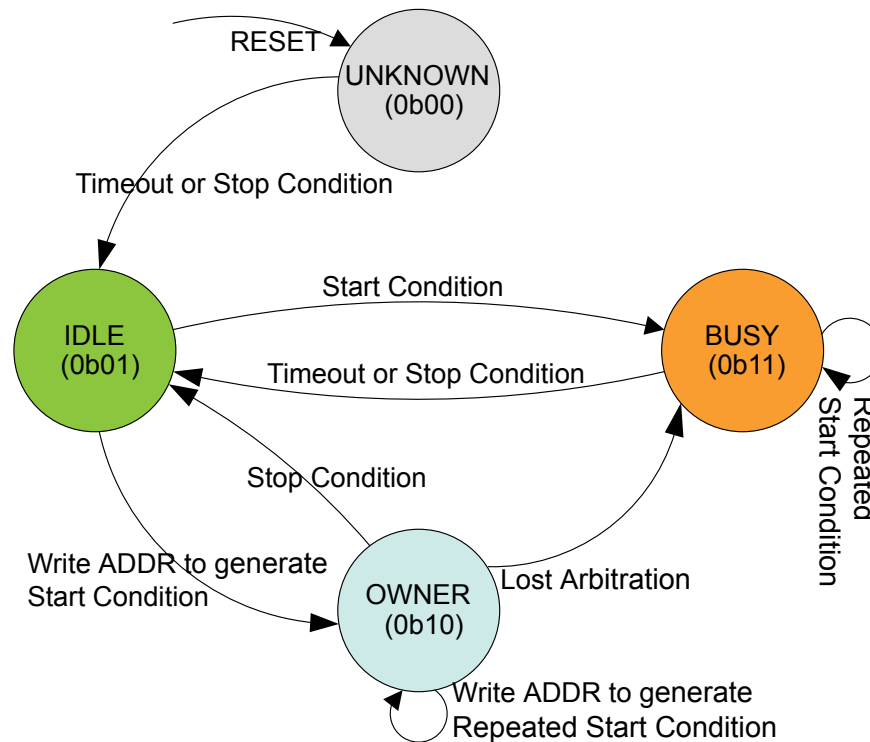 RESET
UNKNOWN
(0b00)
Timeout or Stop Condition
Start Condition
IDLE
(0b01)
BUSY
(0b11)
Timeout or Stop Condition
Repeated
Start Condition
Stop Condition
Write ADDR to generate
Start Condition
Lost Arbitration
OWNER
(0b10)
Write ADDR to generate
Repeated Start Condition